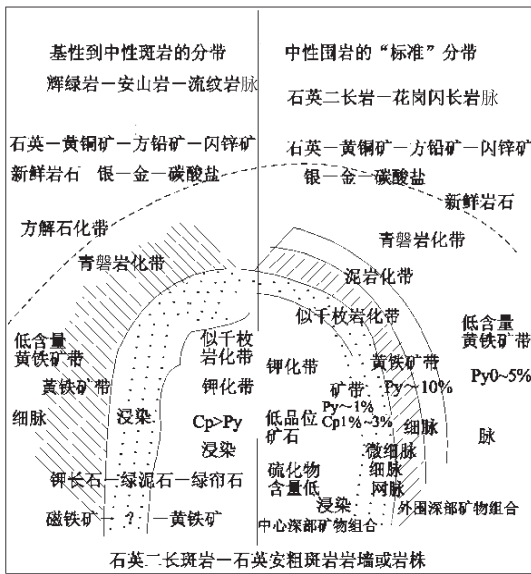 基性到中性斑岩的分带
辉绿岩－安山岩－流纹岩脉
石英－黄铜矿－方铅矿－闪锌矿
新鲜岩石 银－金－碳酸盐
方解石化带
青磐岩化带
低含量
黄铁矿带
黄铁矿带
细脉
浸染
似千枚
岩化带
钾化带
Cp>Py
浸染
钾长石－绿泥石－绿帘石
磁铁矿－？－黄铁矿
中性围岩的“标准”分带
石英二长岩－花岗闪长岩脉
石英－黄铜矿－方铅矿－闪锌矿
银－金－碳酸盐
新鲜岩石
青磐岩化带
泥岩化带
似千枚岩化带
钾化带
低含量
黄铁矿带
Py0~5%
黄铁矿带
Py～10%
矿带
Py～1%
Cp1%~3%
低品位
矿石
细脉
脉
微细脉
硫化物
含量低
细脉
网脉
浸染
外围深部矿物组合
中心深部矿物组合
石英二长斑岩－石英安粗斑岩岩墙或岩株